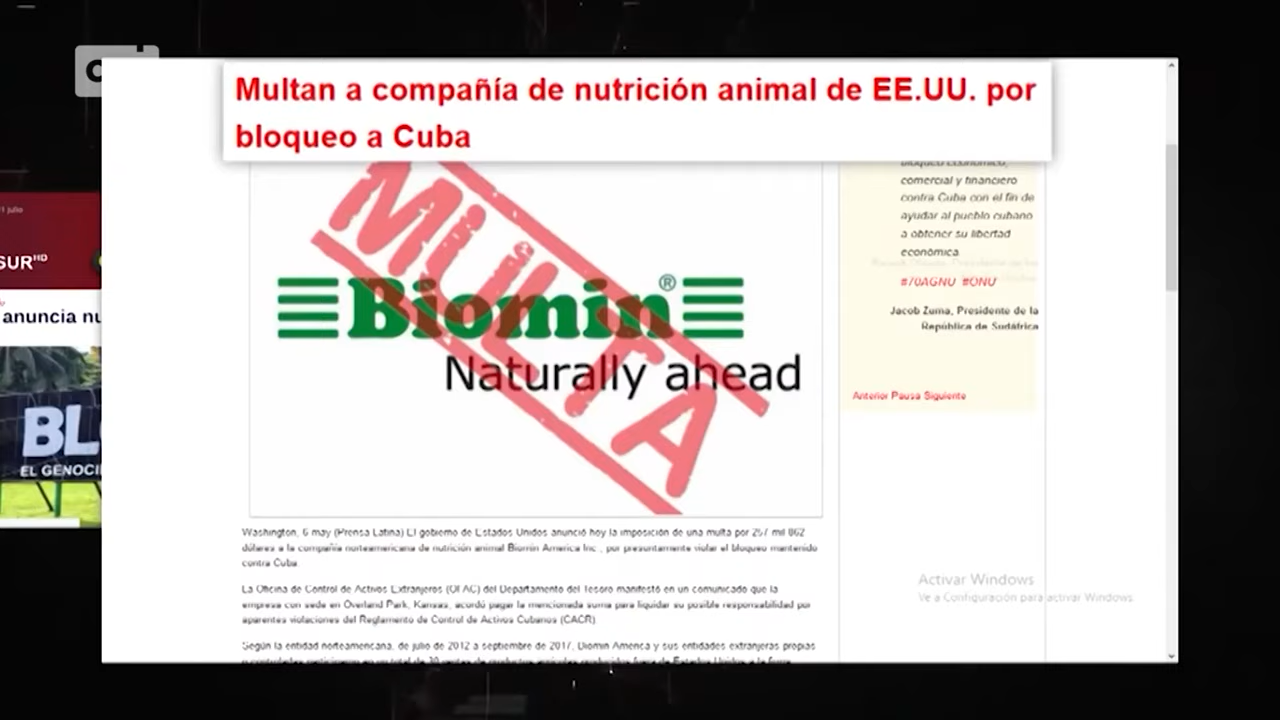 Multan a compañía de nutrición animal de EE.UU. por
bloqueo a Cuba
MULTA
Biomin®
Naturally ahead
comercial y financiero
contra Cuba con el fin de
ayudar al pueblo cubano
a obtener su libertad
económica.
#70AGNU #ONU
Jacob Zuma, Presidente de la
República de Sudáfrica
Anterior Pausa Siguiente
Washington, 6 may (Prensa Latina) El gobierno de Estados Unidos anunció hoy la imposición de una multa por 257 mil 862
dólares a la compañía norteamericana de nutrición animal Biomin America Inc., por presuntamente violar el bloqueo mantenido
contra Cuba.
La Oficina de Control de Activos Extranjeros (OFAC) del Departamento del Tesoro manifestó en un comunicado que la
empresa con sede en Overland Park, Kansas, acordó pagar la mencionada suma para liquidar su posible responsabilidad por
aparentes violaciones del Reglamento de Control de Activos Cubanos (CACR).
Según la entidad norteamericana, de julio de 2012 a septiembre de 2017, Biomin America y sus entidades extranjeras propias
Activar Windows
Ve a Configuración para activar Windows.
julio
SUR HD
anuncia
BL
EL GENOCI